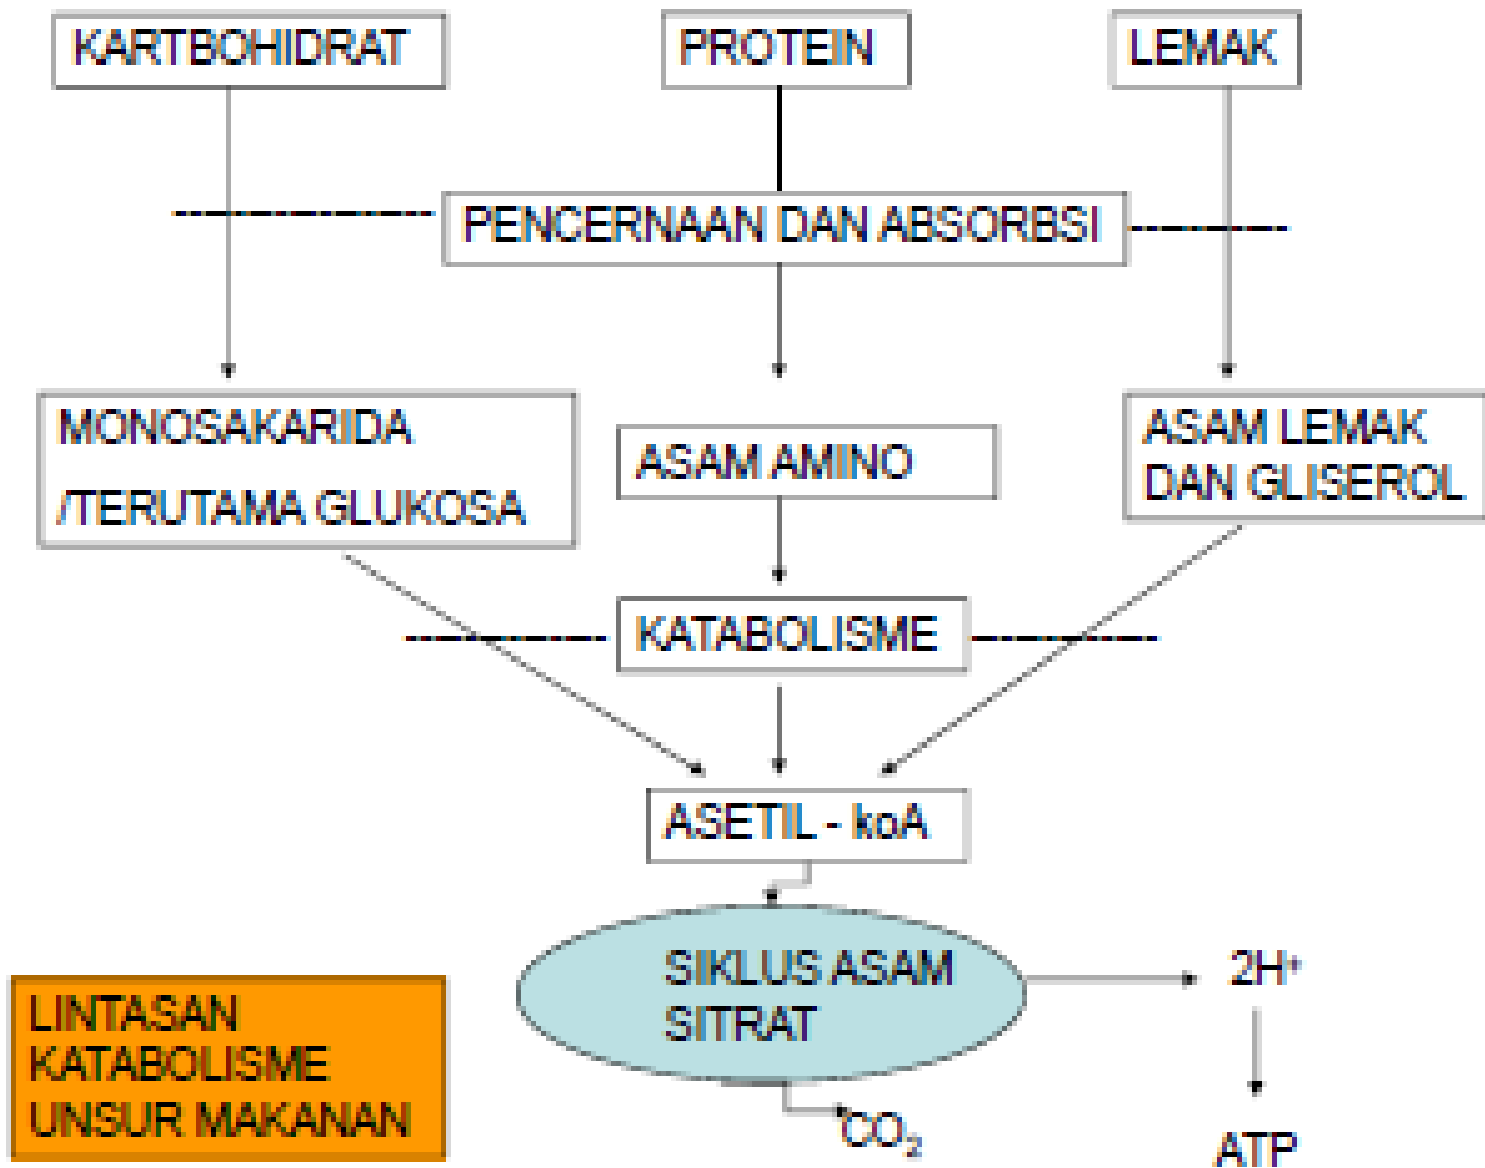 KARTBOHIDRAT
PROTEIN
LEMAK
PENCERNAAN DAN ABSORBSI
MONOSAKARIDA
/TERUTAMA GLUKOSA
ASAM AMINO
ASAM LEMAK
DAN GLISEROL
KATABOLISME
ASETIL - koA
SIKLUS ASAM
SITRAT
2H⁺
LINTASAN
KATABOLISME
UNSUR MAKANAN
CO₂
ATP